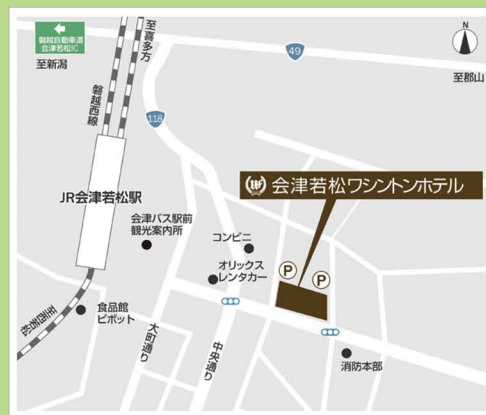 磐越自動車道
会津若松IC
至新潟
至喜多方
磐越西線
49
N
至郡山
118
JR会津若松駅
会津若松ワシントンホテル
会津バス駅前
観光案内所
コンビニ
オリックス
レンタカー
P
P
至西若松
食品館
ピボット
大町通り
中央通り
消防本部